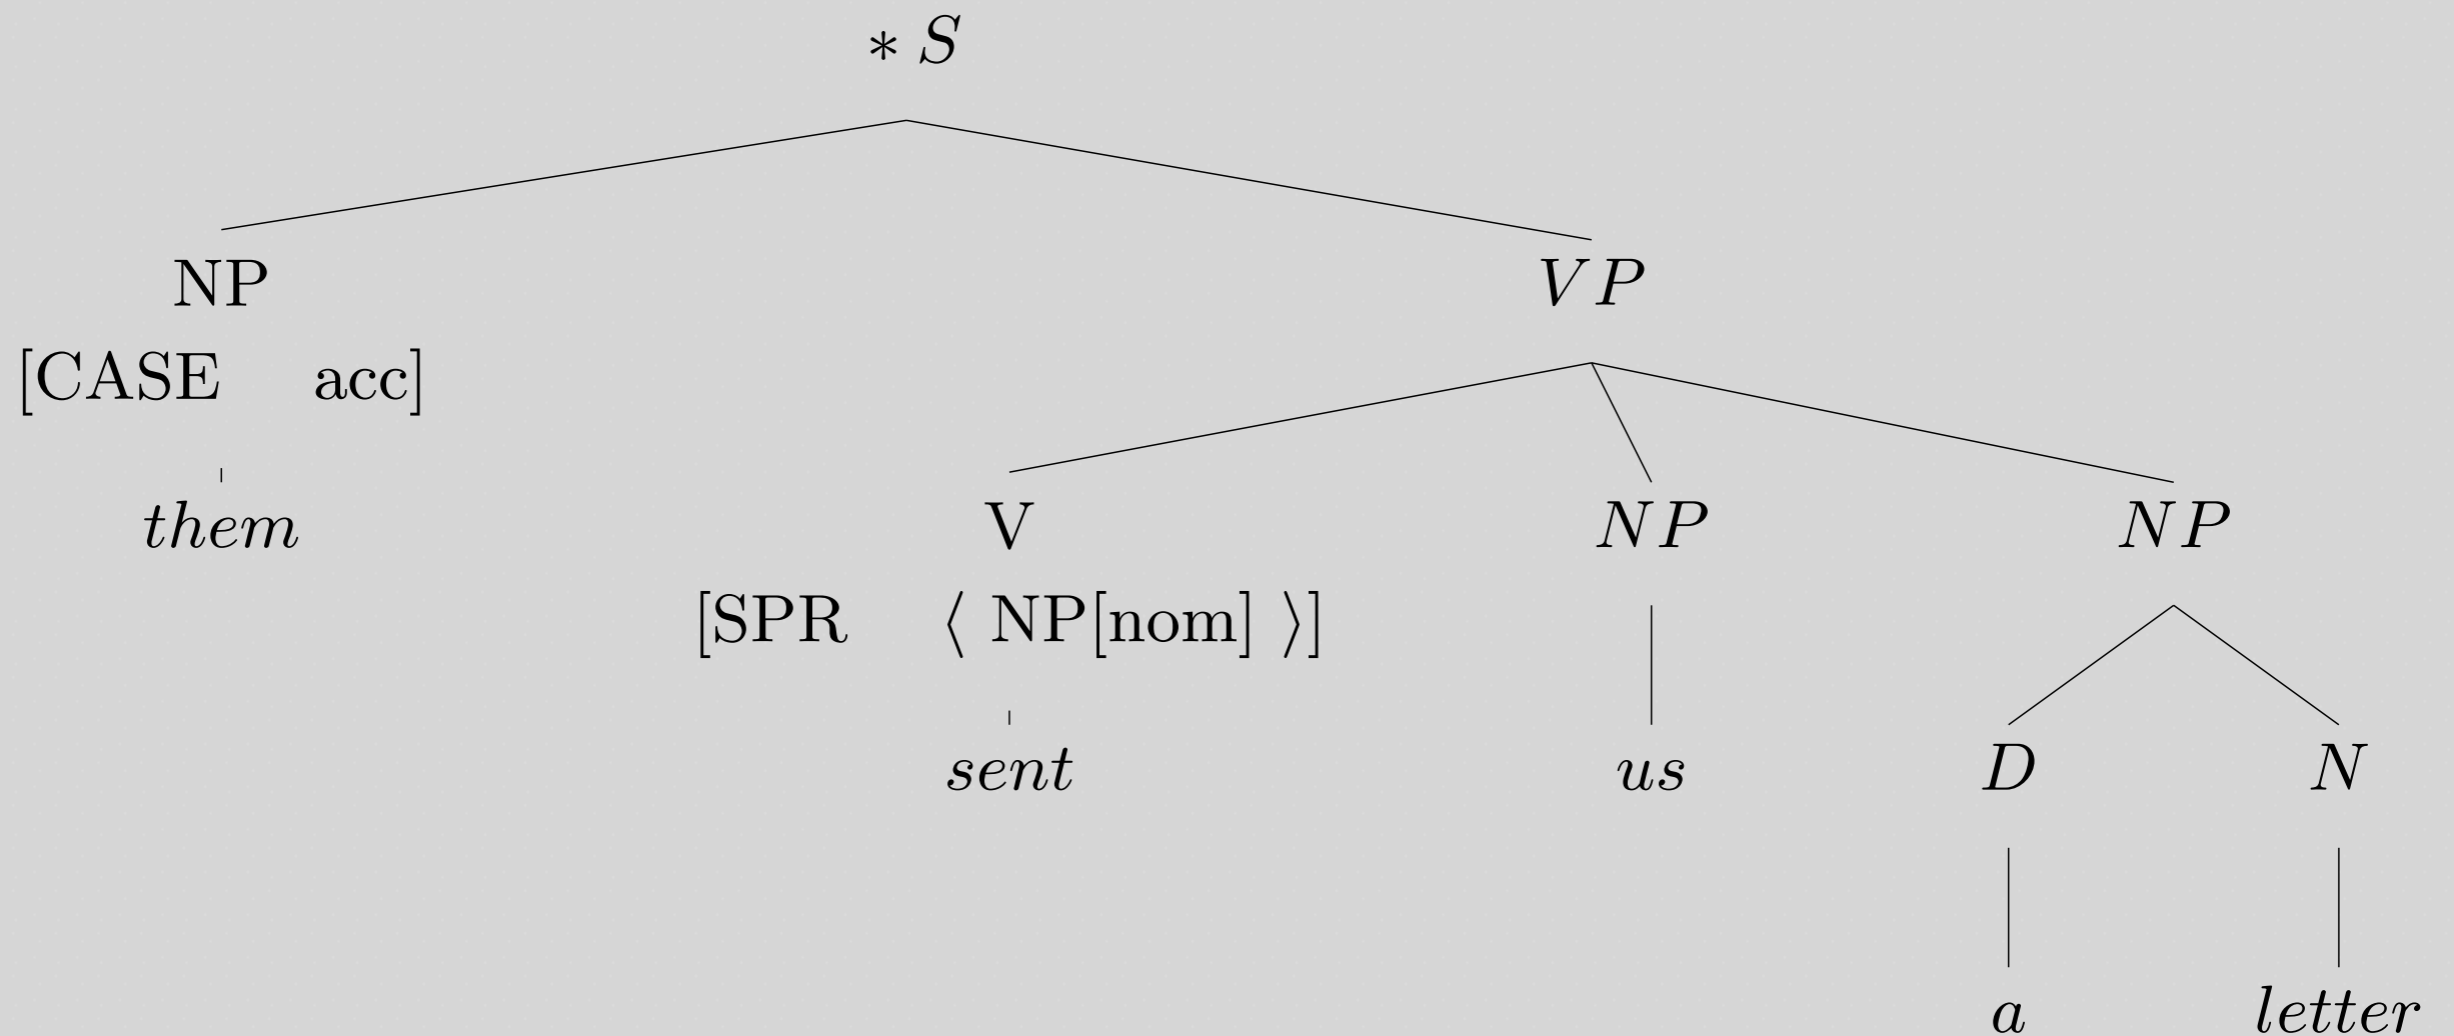 * S
NP VP
[CASE acc]
them V NP NP
[SPR ⟨ NP[nom] ⟩]
sent us D N
a letter